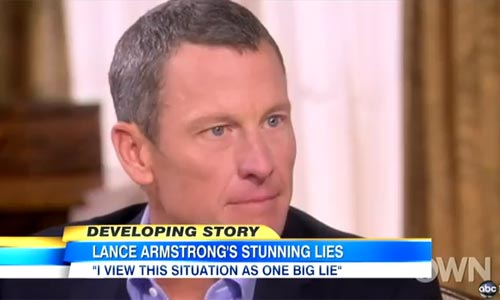 DEVELOPING STORY
LANCE ARMSTRONG'S STUNNING LIES
"I VIEW THIS SITUATION AS ONE BIG LIE"
OWN
abc